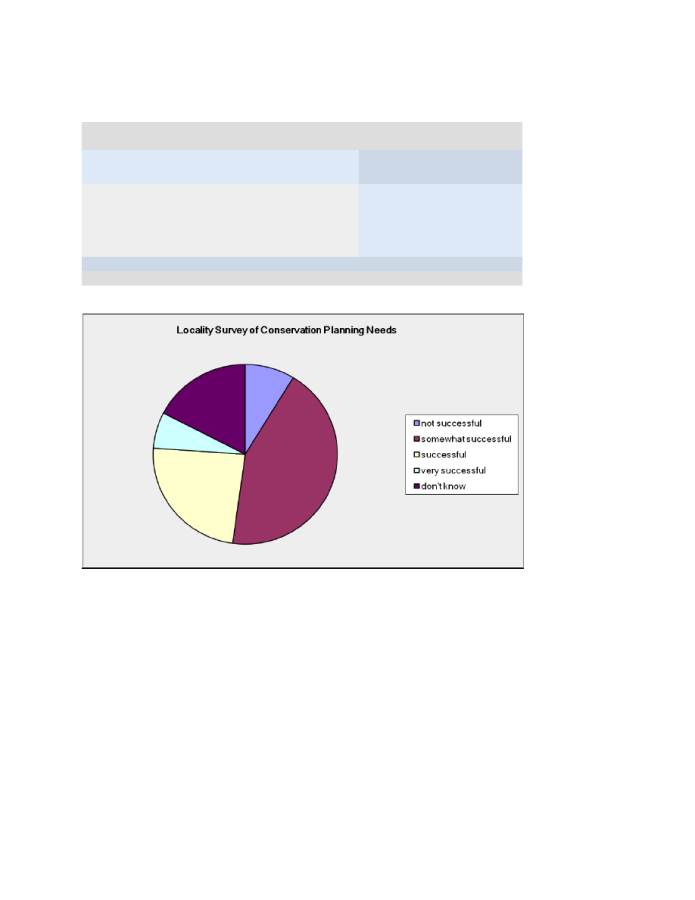 Locality Survey of Conservation Planning Needs
not successful
somewhat successful
successful
very successful
don't know